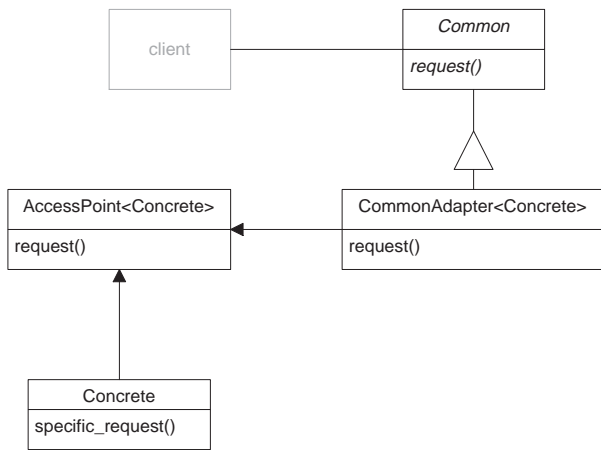 client
Common
request()
AccessPoint<Concrete>
request()
CommonAdapter<Concrete>
request()
Concrete
specific_request()